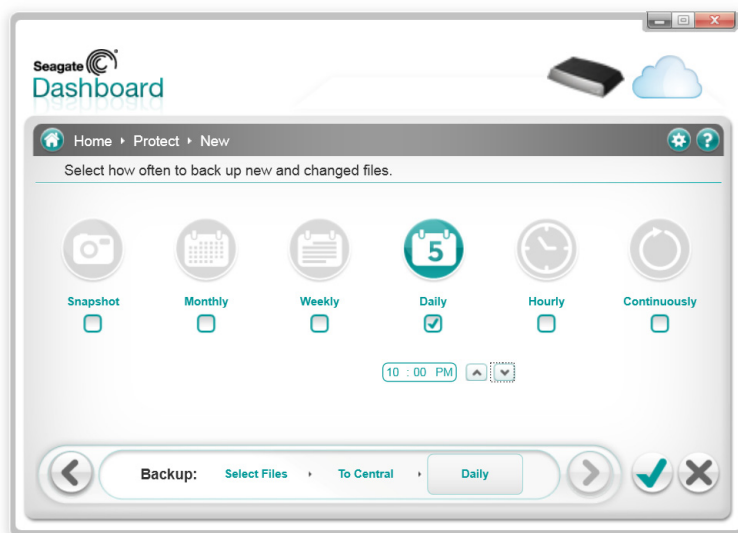 Seagate
Dashboard
Home ▸ Protect ▸ New
?
Select how often to back up new and changed files.
5
Snapshot Monthly Weekly Daily Hourly Continuously
10 : 00 PM
Backup: Select Files ▸ To Central ▸ Daily